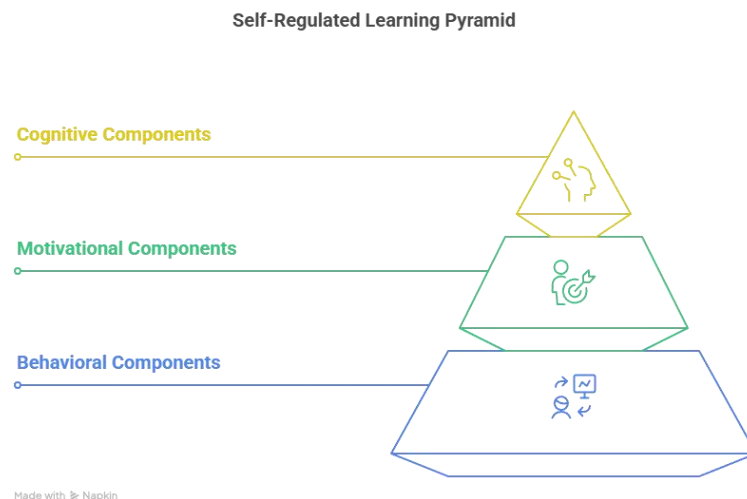 Self-Regulated Learning Pyramid
Cognitive Components
Motivational Components
Behavioral Components
Made with Napkin